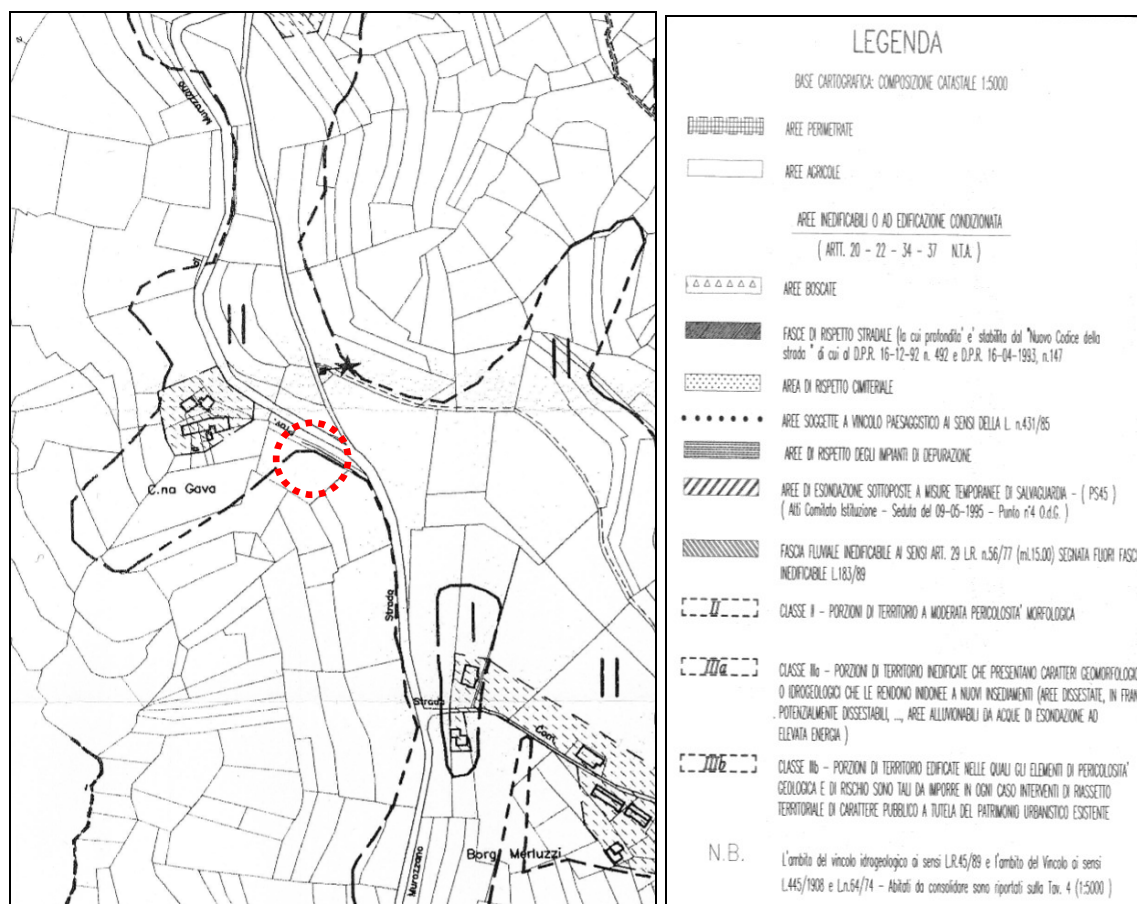 Murazzano
II
II
di
Prov.
C.na Gava
Strada
I
II
Strada
Com.
Borg. Merluzzi
Murazzano
LEGENDA
BASE CARTOGRAFICA: COMPOSIZIONE CATASTALE 1:5000
AREE PERIMETRATE
AREE AGRICOLE
AREE INEDIFICABILI O AD EDIFICAZIONE CONDIZIONATA
( ARTT. 20 - 22 - 34 - 37 N.T.A. )
AREE BOSCATE
FASCE DI RISPETTO STRADALE (la cui profondita' e' stabilita dal "Nuovo Codice della
strada " di cui al D.P.R. 16-12-92 n. 492 e D.P.R. 16-04-1993, n.147
AREA DI RISPETTO CIMITERIALE
AREE SOGGETTE A VINCOLO PAESAGGISTICO AI SENSI DELLA L. n.431/85
AREE DI RISPETTO DEGLI IMPIANTI DI DEPURAZIONE
AREE DI ESONDAZIONE SOTTOPOSTE A MISURE TEMPORANEE DI SALVAGUARDIA - ( PS45 )
( Atti Comitato Istituzione - Seduta del 09-05-1995 - Punto n°4 O.d.G. )
FASCIA FLUVIALE INEDIFICABILE AI SENSI ART. 29 L.R. n.56/77 (ml.15.00) SEGNATA FUORI FASCI
INEDIFICABILE L.183/89
II CLASSE II - PORZIONI DI TERRITORIO A MODERATA PERICOLOSITA' MORFOLOGICA
IIIa CLASSE IIIa - PORZIONI DI TERRITORIO INEDIFICATE CHE PRESENTANO CARATTERI GEOMORFOLOGIC
O IDROGEOLOGICI CHE LE RENDONO INIDONEE A NUOVI INSEDIAMENTI (AREE DISSESTATE, IN FRAN
POTENZIALMENTE DISSESTABILI, ..., AREE ALLUVIONABILI DA ACQUE DI ESONDAZIONE AD
ELEVATA ENERGIA )
IIIb CLASSE IIIb - PORZIONI DI TERRITORIO EDIFICATE NELLE QUALI GLI ELEMENTI DI PERICOLOSITA'
GEOLOGICA E DI RISCHIO SONO TALI DA IMPORRE IN OGNI CASO INTERVENTI DI RIASSETTO
TERRITORIALE DI CARATTERE PUBBLICO A TUTELA DEL PATRIMONIO URBANISTICO ESISTENTE
N.B. L'ambito del vincolo idrogeologico ai sensi L.R.45/89 e l'ambito del Vincolo ai sensi
L.445/1908 e L.n.64/74 - Abitati da consolidare sono riportati sulla Tav. 4 (1:5000 )